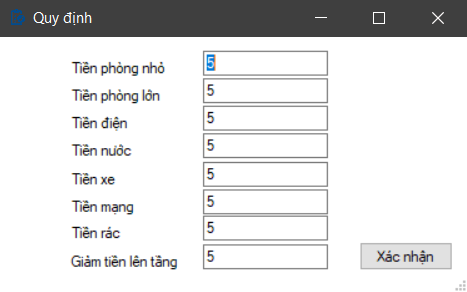 Quy định
Tiền phòng nhỏ 5
Tiền phòng lớn 5
Tiền điện 5
Tiền nước 5
Tiền xe 5
Tiền mạng 5
Tiền rác 5
Giảm tiền lên tầng 5
Xác nhận